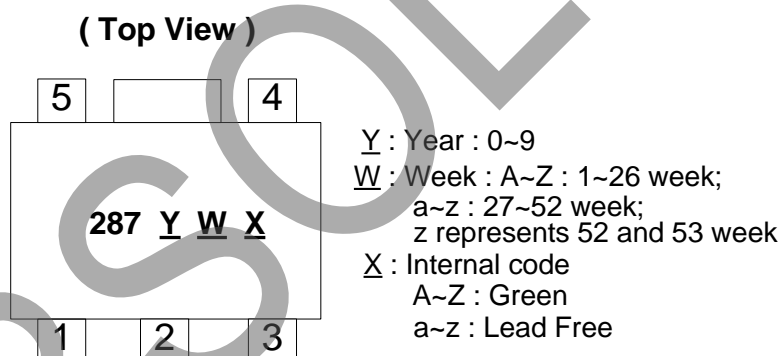 ( Top View )
5 4
287 Y W X
1 2 3
Y : Year : 0~9
W : Week : A~Z : 1~26 week;
a~z : 27~52 week;
z represents 52 and 53 week
X : Internal code
A~Z : Green
a~z : Lead Free